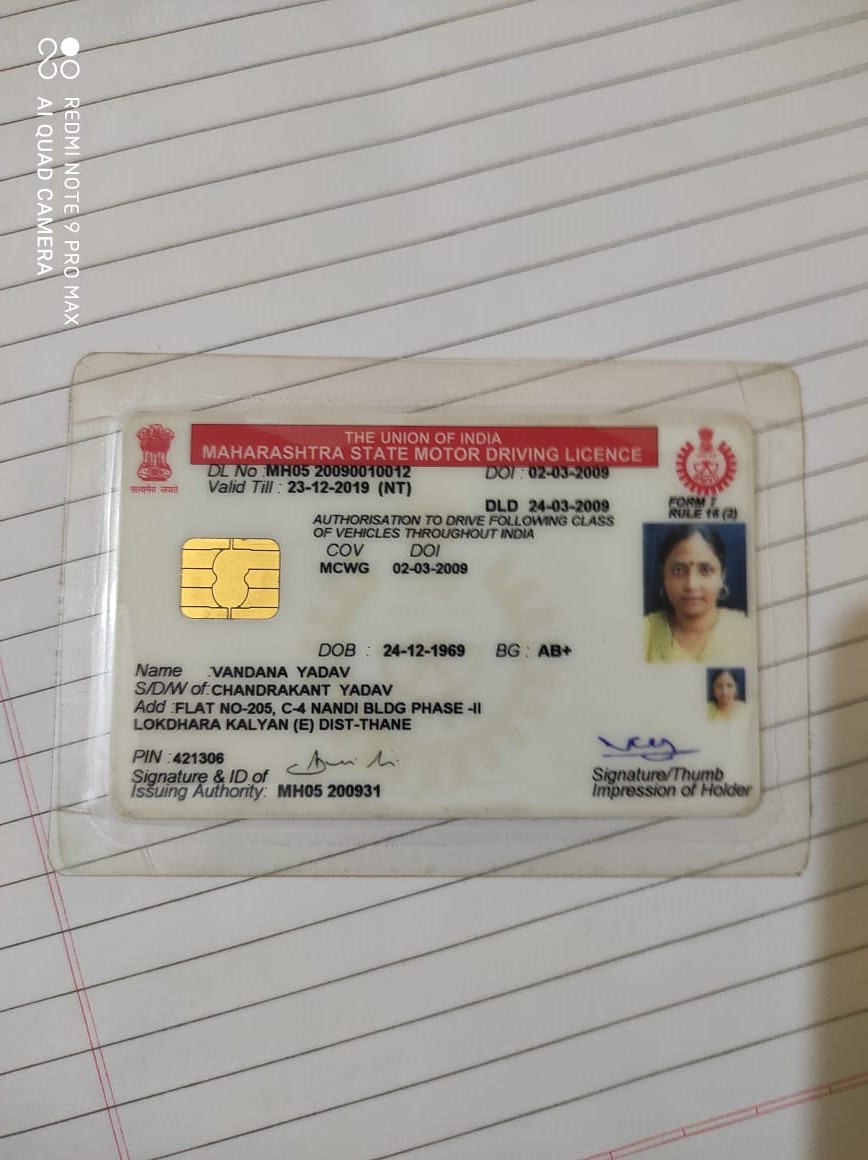 REDMI NOTE 9 PRO MAX
AI QUAD CAMERA
THE UNION OF INDIA
MAHARASHTRA STATE MOTOR DRIVING LICENCE
सत्यमेव जयते
DL No :MH05 20090010012 DOI : 02-03-2009
Valid Till : 23-12-2019 (NT)
DLD 24-03-2009
FORM 7
RULE 16 (2)
AUTHORISATION TO DRIVE FOLLOWING CLASS
OF VEHICLES THROUGHOUT INDIA
COV DOI
MCWG 02-03-2009
DOB : 24-12-1969 BG : AB+
Name :VANDANA YADAV
S/D/W of:CHANDRAKANT YADAV
Add :FLAT NO-205, C-4 NANDI BLDG PHASE -II
LOKDHARA KALYAN (E) DIST-THANE
PIN :421306
Signature & ID of
Issuing Authority: MH05 200931
Signature/Thumb
Impression of Holder